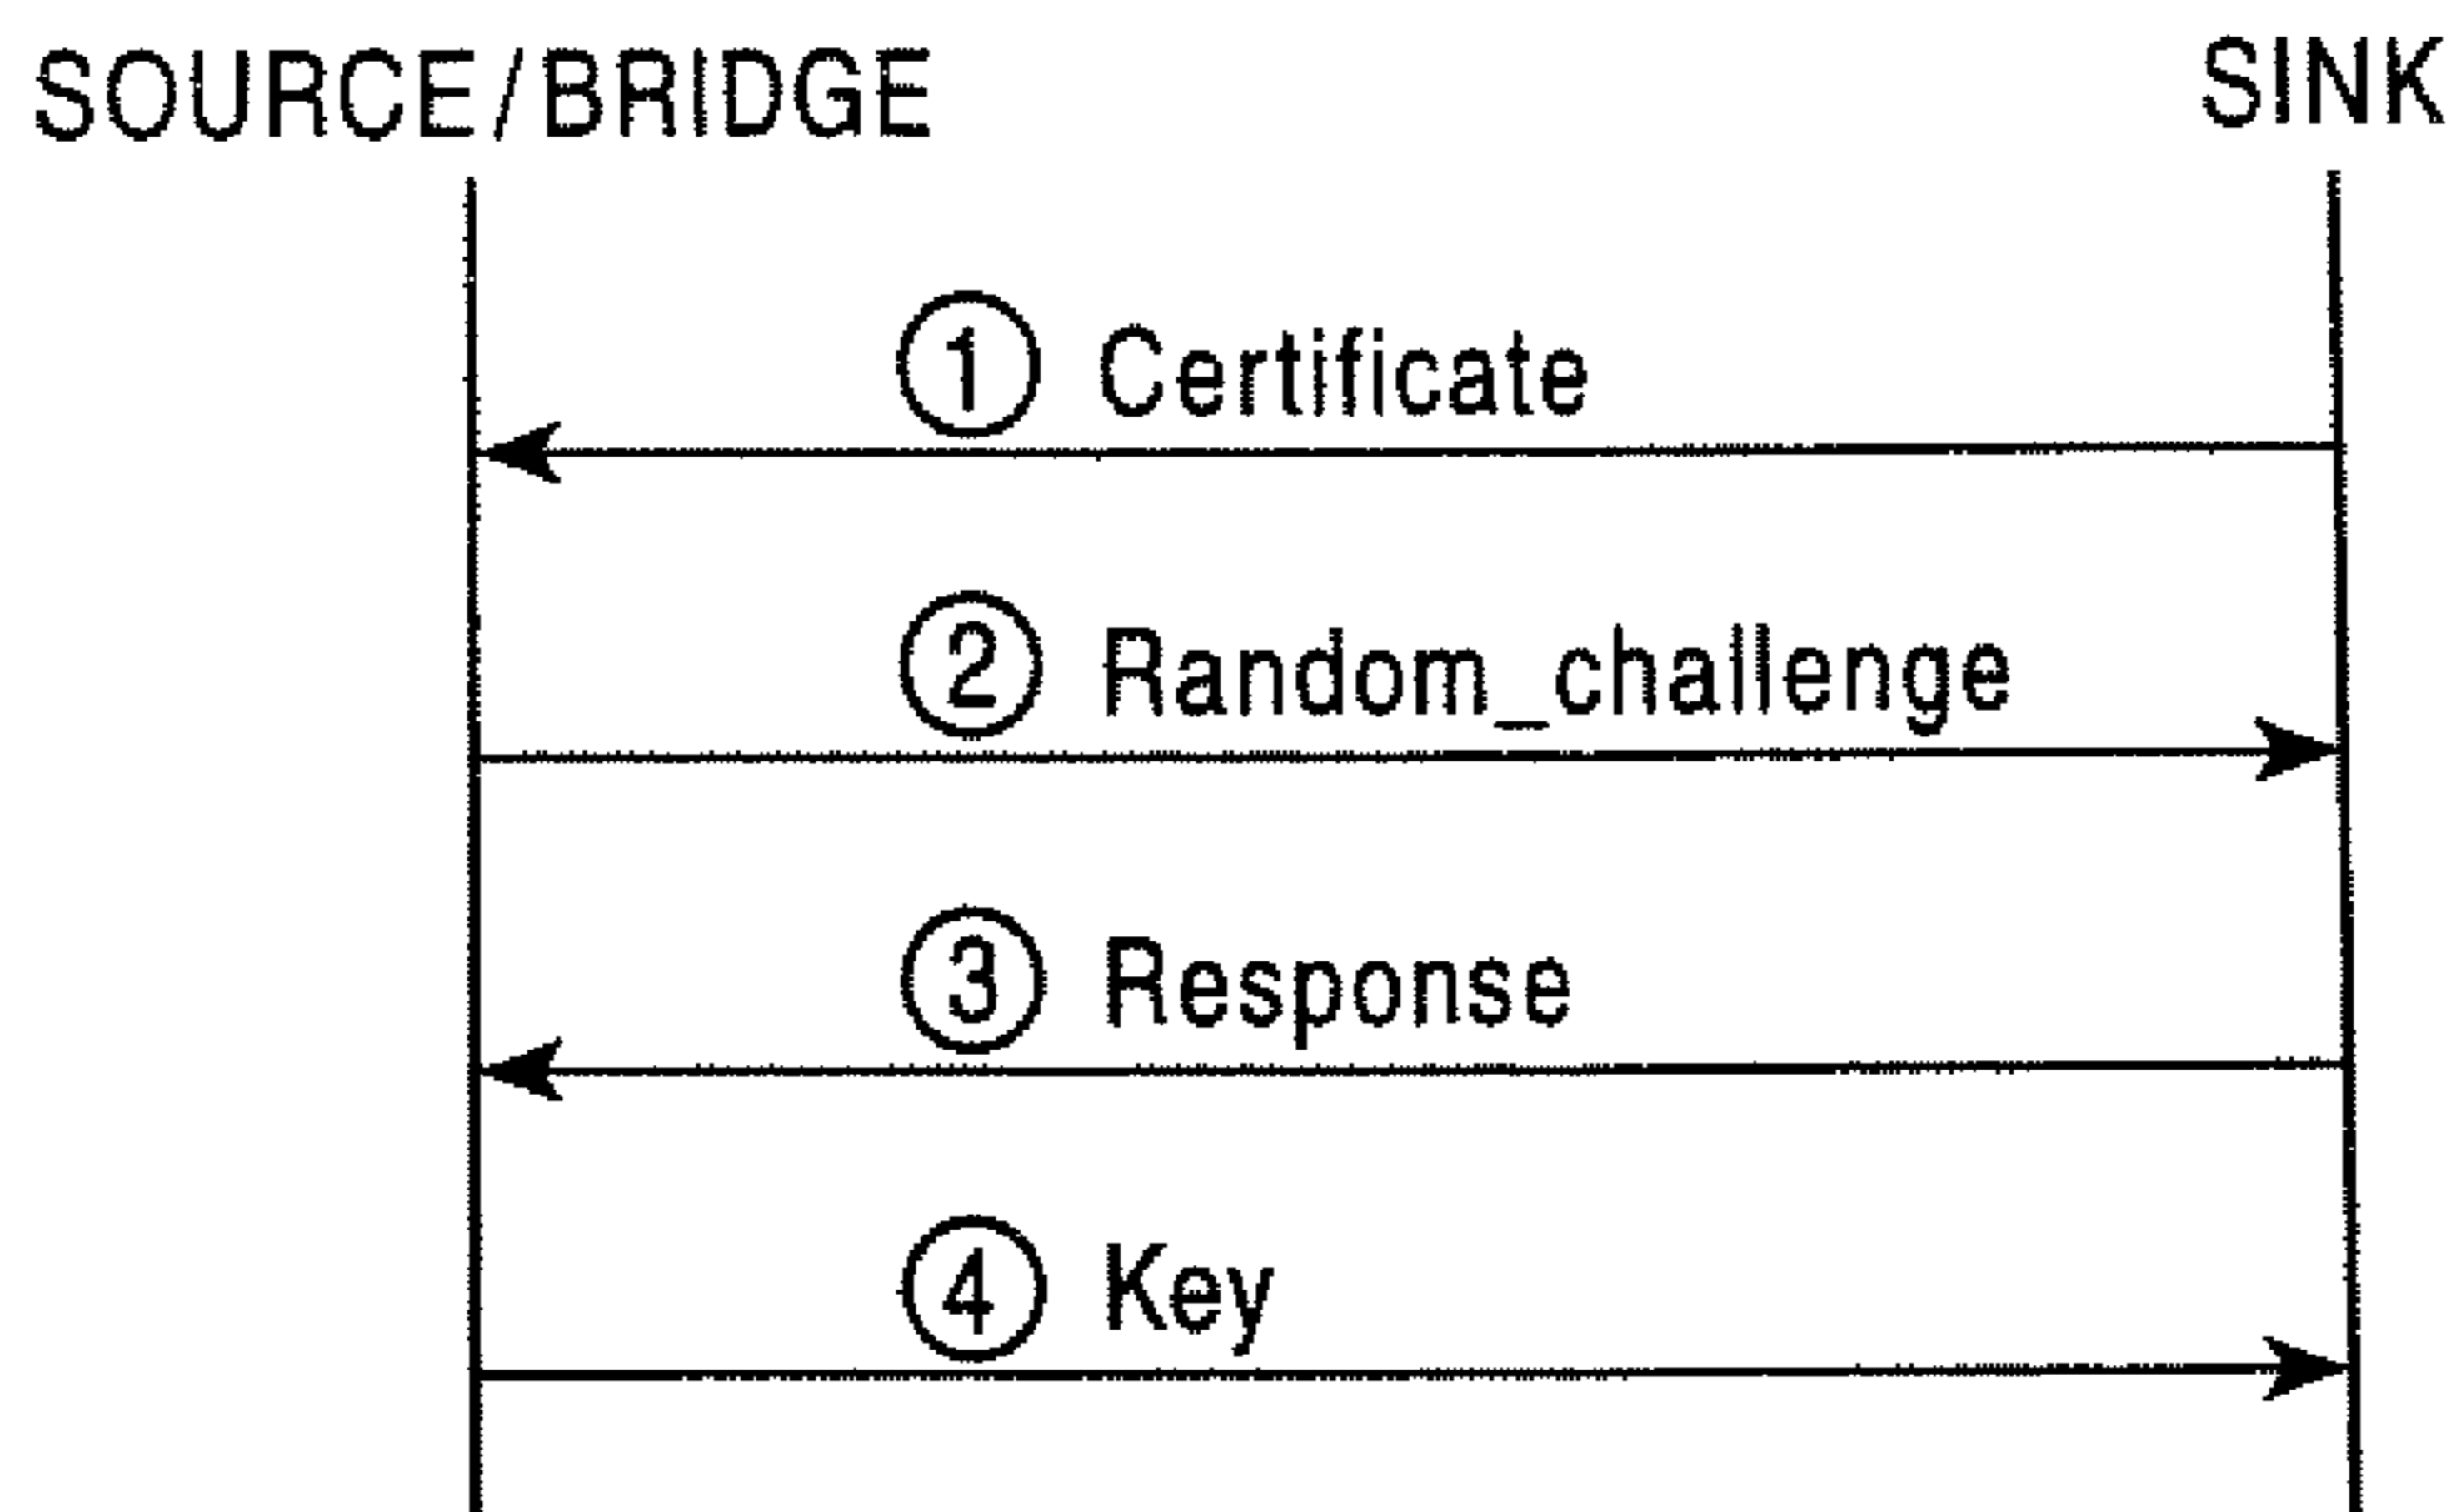 SOURCE/BRIDGE SINK
① Certificate
② Random_challenge
③ Response
④ Key